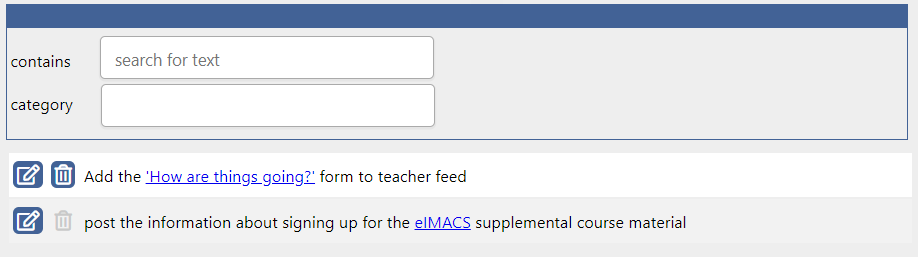 contains
search for text
category
Add the 'How are things going?' form to teacher feed
post the information about signing up for the eIMACS supplemental course material